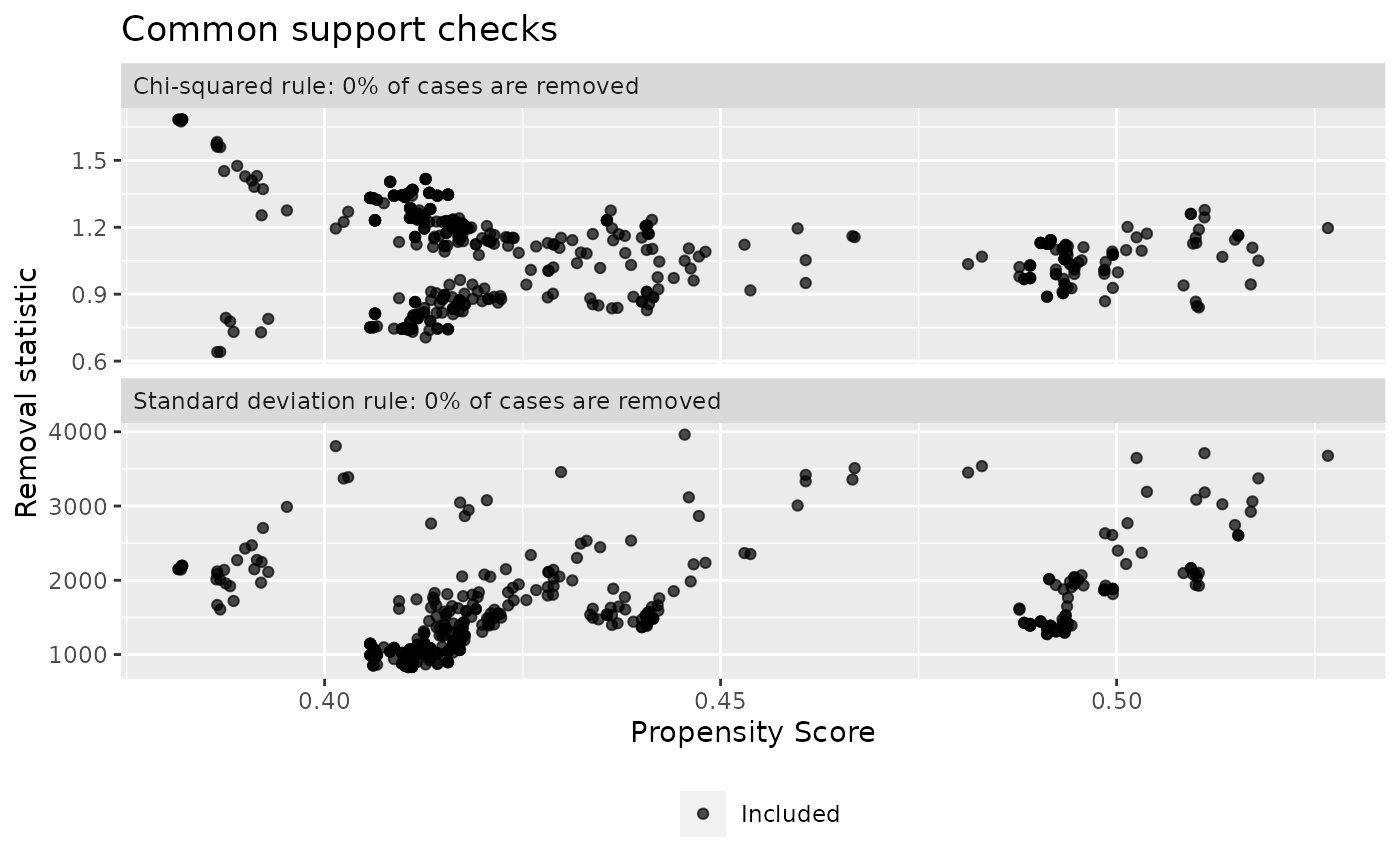 Common support checks
Chi-squared rule: 0% of cases are removed
1.5
1.2
0.9
0.6
Removal statistic
Standard deviation rule: 0% of cases are removed
4000
3000
2000
1000
0.40 0.45 0.50
Propensity Score
Included